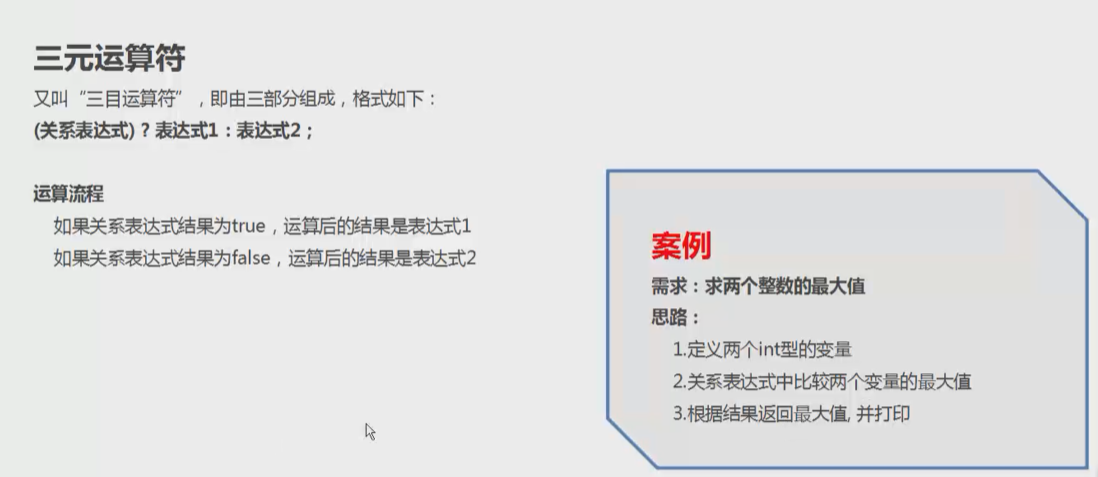 三元运算符
又叫“三目运算符”，即由三部分组成，格式如下：
(关系表达式)？表达式1：表达式2；
运算流程
如果关系表达式结果为true，运算后的结果是表达式1
如果关系表达式结果为false，运算后的结果是表达式2
案例
需求：求两个整数的最大值
思路：
1.定义两个int型的变量
2.关系表达式中比较两个变量的最大值
3.根据结果返回最大值, 并打印